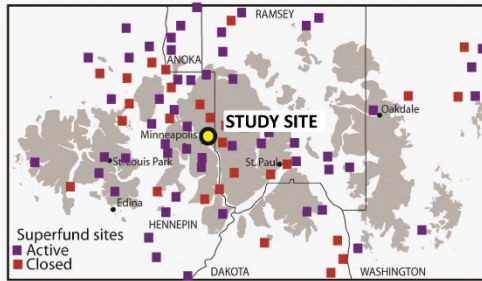 RAMSEY
ANOKA
Oakdale
STUDY SITE
Minneapolis
St. Louis Park
St. Paul
Edina
HENNEPIN
Superfund sites
Active
Closed
DAKOTA
WASHINGTON